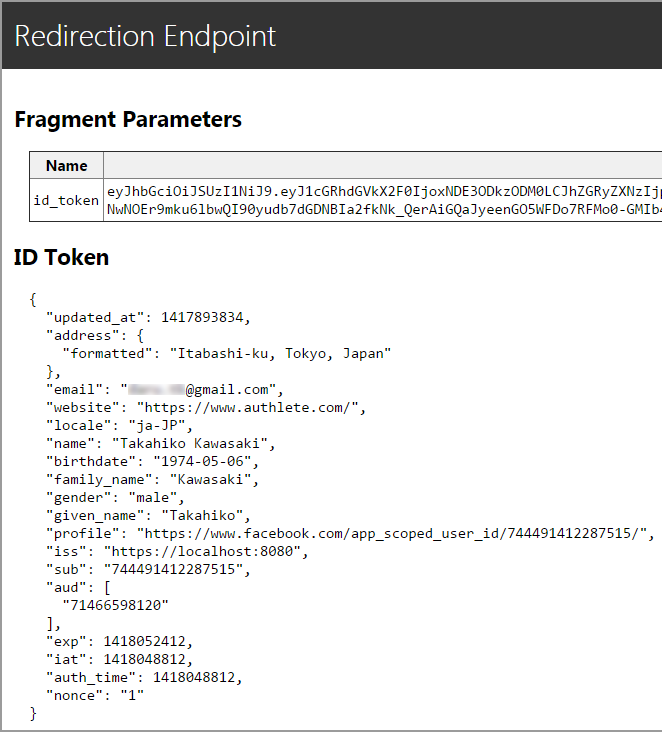 Redirection Endpoint
Fragment Parameters
Name
id_token
eyJhbGciOiJSUzI1NiJ9.eyJ1cGRhdGVkX2F0IjoxNDE3ODkzODM0LCJhZGRyZXNzIjp
NwNOEr9mku6lbwQI90yudb7dGDNBIa2fkNk_QerAiGQaJyeenGO5WFDo7RFMo0-GMIb4
ID Token
{
"updated_at": 1417893834,
"address": {
"formatted": "Itabashi-ku, Tokyo, Japan"
},
"email": "@gmail.com",
"website": "https://www.authlete.com/",
"locale": "ja-JP",
"name": "Takahiko Kawasaki",
"birthdate": "1974-05-06",
"family_name": "Kawasaki",
"gender": "male",
"given_name": "Takahiko",
"profile": "https://www.facebook.com/app_scoped_user_id/744491412287515/",
"iss": "https://localhost:8080",
"sub": "744491412287515",
"aud": [
"71466598120"
],
"exp": 1418052412,
"iat": 1418048812,
"auth_time": 1418048812,
"nonce": "1"
}